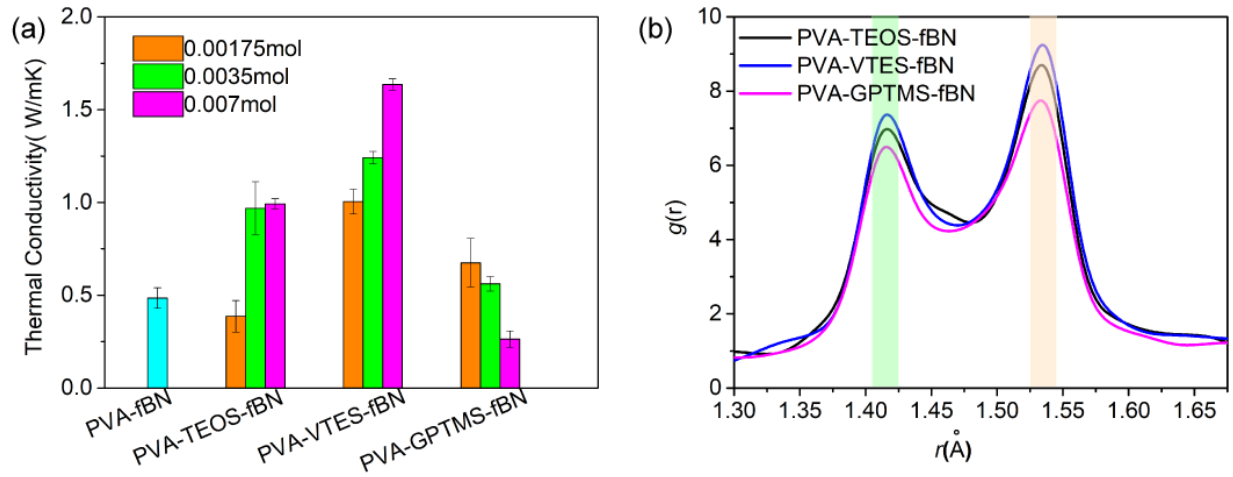 (a)
2.0
1.5
1.0
0.5
0.0
Thermal Conductivity( W/mK)
0.00175mol
0.0035mol
0.007mol
PVA-fBN
PVA-TEOS-fBN
PVA-VTES-fBN
PVA-GPTMS-fBN
(b)
10
8
6
4
2
0
g(r)
PVA-TEOS-fBN
PVA-VTES-fBN
PVA-GPTMS-fBN
1.30 1.35 1.40 1.45 1.50 1.55 1.60 1.65
r(Å)